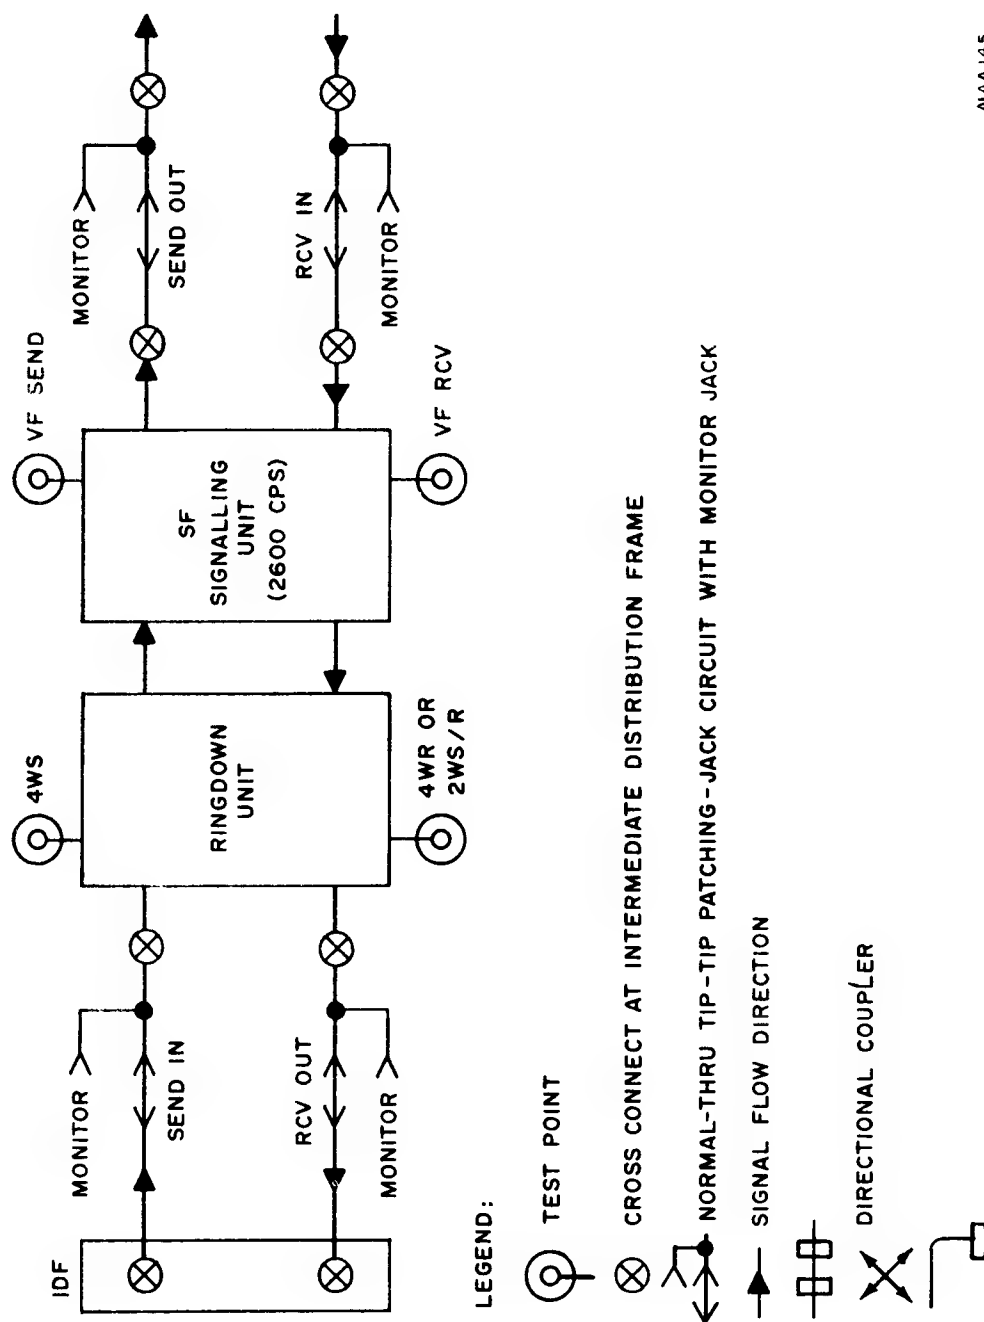 IDF
MONITOR
SEND IN
RCV OUT
MONITOR
4WS
RINGDOWN
UNIT
4WR OR
2WS/R
VF SEND
SF
SIGNALLING
UNIT
(2600 CPS)
VF RCV
MONITOR
SEND OUT
RCV IN
MONITOR
LEGEND:
TEST POINT
CROSS CONNECT AT INTERMEDIATE DISTRIBUTION FRAME
NORMAL-THRU TIP-TIP PATCHING-JACK CIRCUIT WITH MONITOR JACK
SIGNAL FLOW DIRECTION
DIRECTIONAL COUPLER